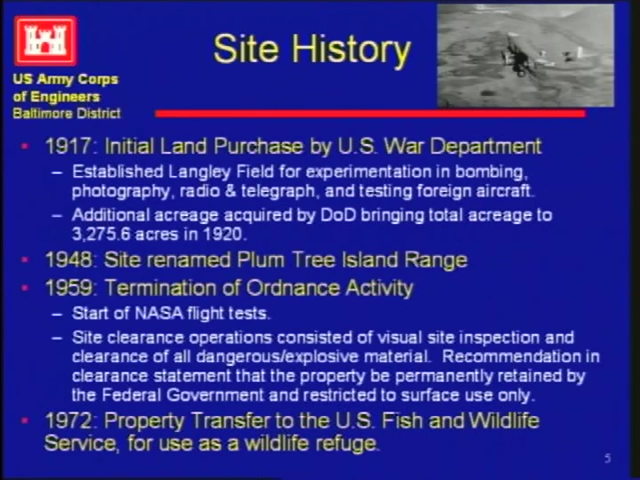 Site History
US Army Corps
of Engineers
Baltimore District
1917: Initial Land Purchase by U.S. War Department
– Established Langley Field for experimentation in bombing,
photography, radio & telegraph, and testing foreign aircraft.
– Additional acreage acquired by DoD bringing total acreage to
3,275.6 acres in 1920.
1948: Site renamed Plum Tree Island Range
1959: Termination of Ordnance Activity
– Start of NASA flight tests.
– Site clearance operations consisted of visual site inspection and
clearance of all dangerous/explosive material. Recommendation in
clearance statement that the property be permanently retained by
the Federal Government and restricted to surface use only.
1972: Property Transfer to the U.S. Fish and Wildlife
Service, for use as a wildlife refuge.
5